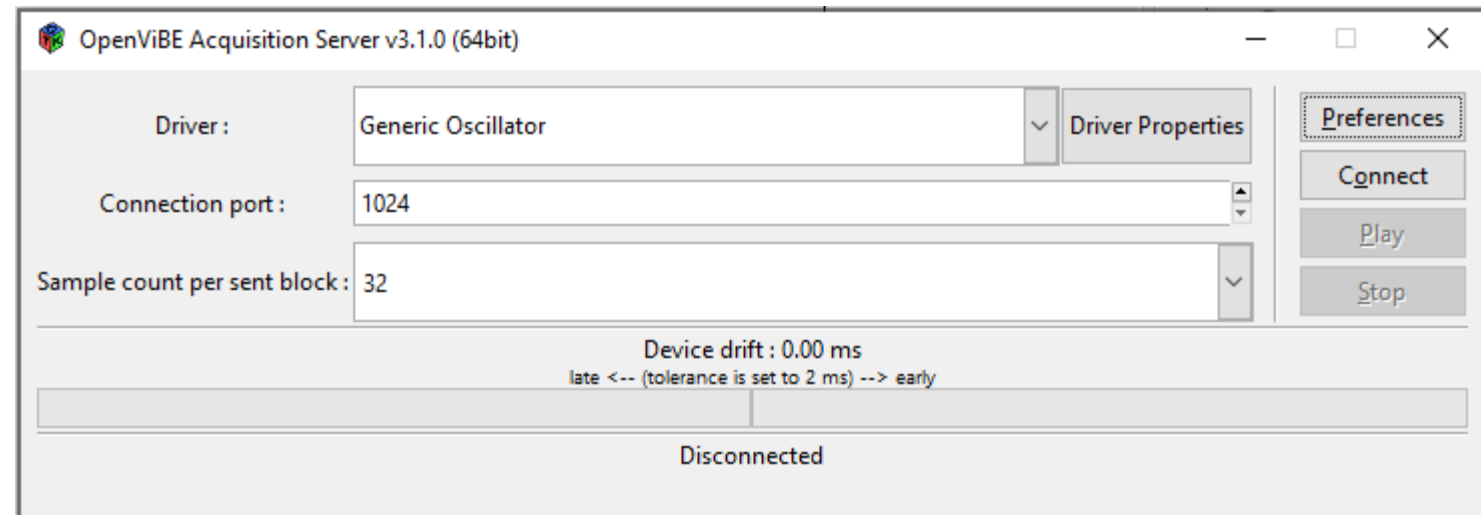 OpenViBE Acquisition Server v3.1.0 (64bit)
Driver : Generic Oscillator Driver Properties Preferences
Connect
Connection port : 1024
Play
Sample count per sent block : 32
Stop
Device drift : 0.00 ms
late <-- (tolerance is set to 2 ms) --> early
Disconnected